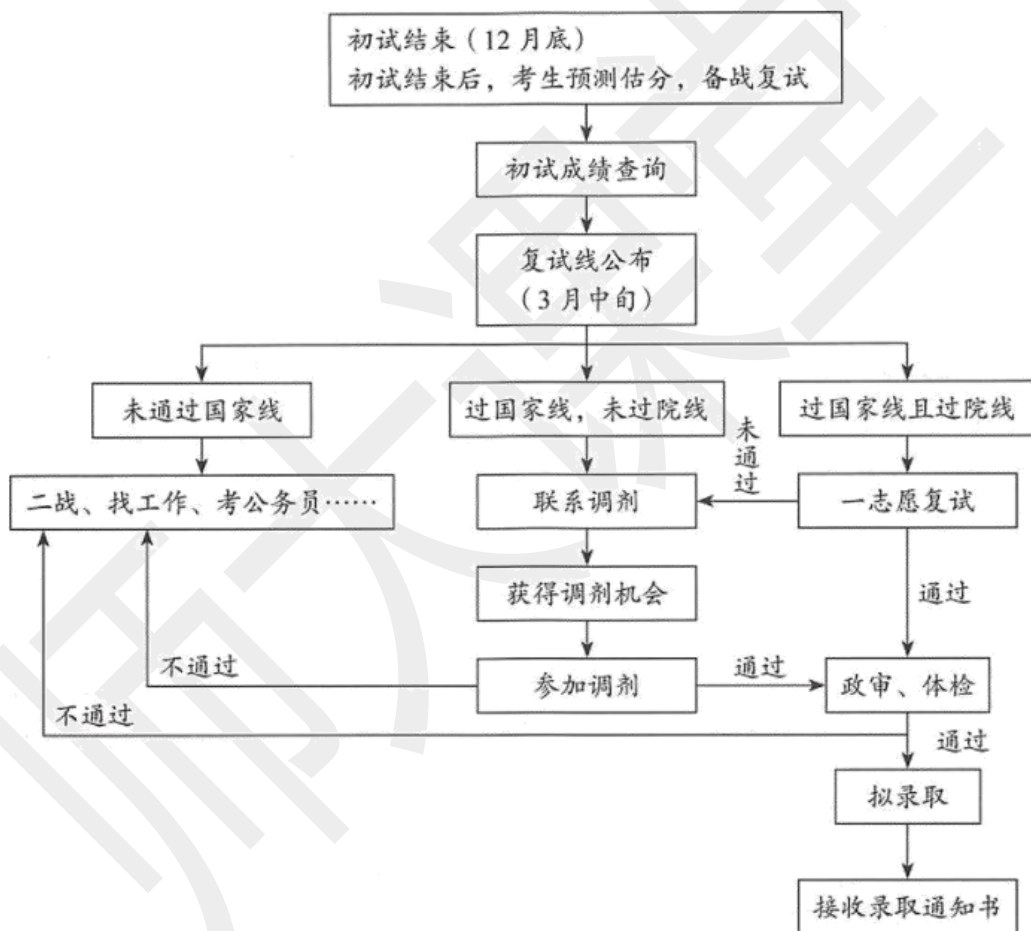 初试结束（12月底）
初试结束后，考生预测估分，备战复试
初试成绩查询
复试线公布
（3月中旬）
未通过国家线
过国家线，未过院线
过国家线且过院线
未通过
二战、找工作、考公务员……
联系调剂
一志愿复试
获得调剂机会
通过
不通过
参加调剂
通过
政审、体检
不通过
通过
拟录取
接收录取通知书
师大课堂